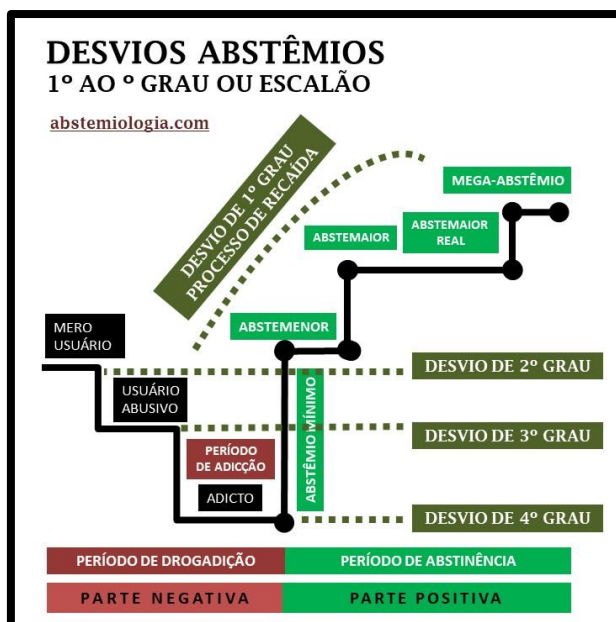 DESVIOS ABSTÊMIOS
1º AO º GRAU OU ESCALÃO
abstemiologia.com
DESVIO DE 1º GRAU
PROCESSO DE RECAÍDA
MEGA-ABSTÊMIO
ABSTEMAIOR
ABSTEMAIOR
REAL
ABSTEMENOR
MERO
USUÁRIO
DESVIO DE 2º GRAU
USUÁRIO
ABUSIVO
ABSTÊMIO MÍNIMO
DESVIO DE 3º GRAU
PERÍODO
DE ADICÇÃO
ADICTO
DESVIO DE 4º GRAU
PERÍODO DE DROGADIÇÃO
PERÍODO DE ABSTINÊNCIA
PARTE NEGATIVA
PARTE POSITIVA